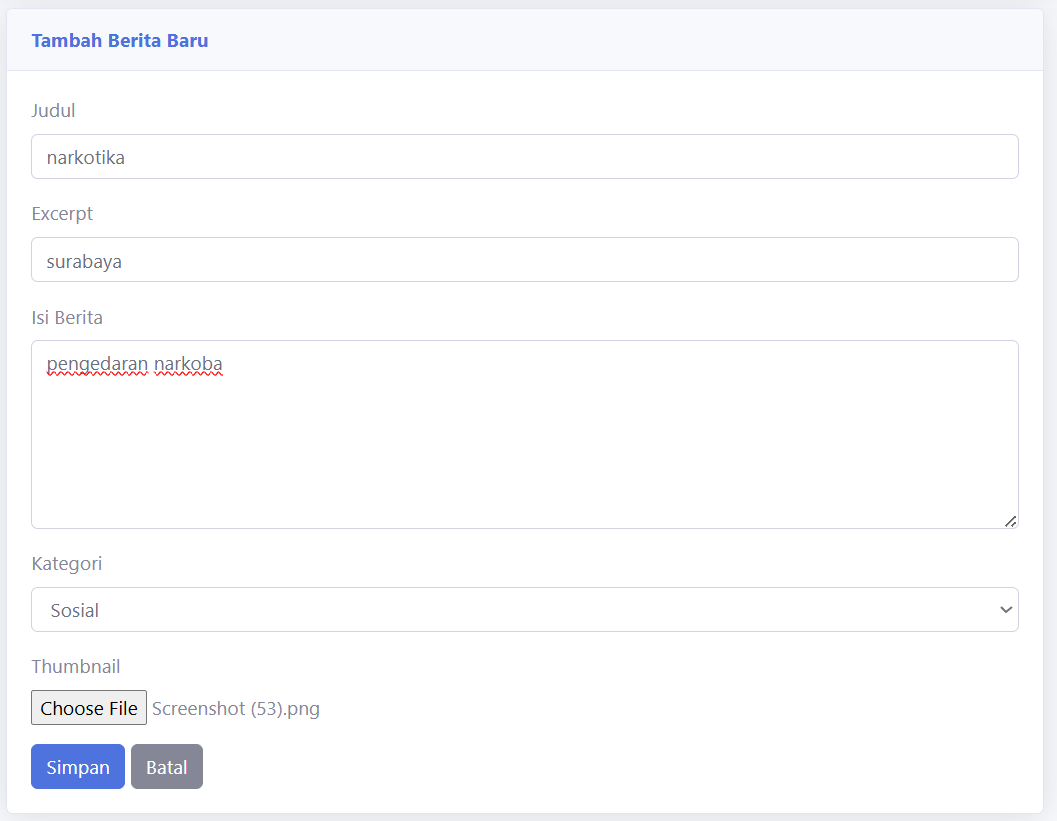 Tambah Berita Baru
Judul
narkotika
Excerpt
surabaya
Isi Berita
pengedaran narkoba
Kategori
Sosial
Thumbnail
Choose File Screenshot (53).png
Simpan Batal